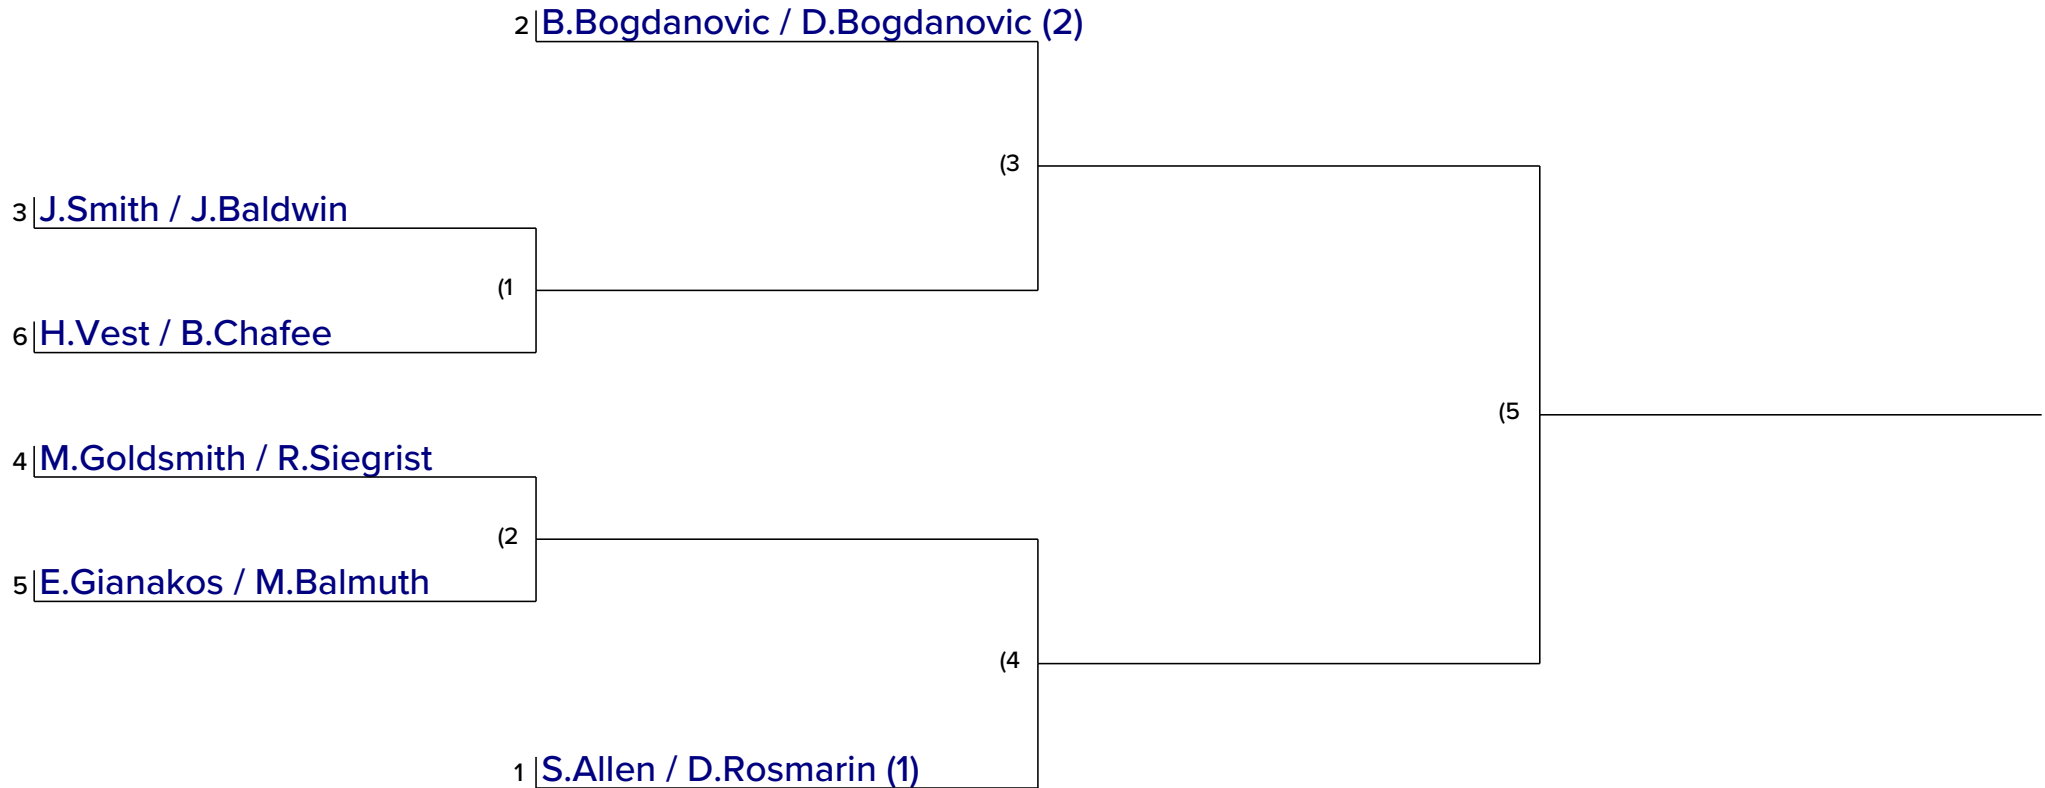 2 B.Bogdanovic / D.Bogdanovic (2)
(3
3 J.Smith / J.Baldwin
(1
6 H.Vest / B.Chafee
(5
4 M.Goldsmith / R.Siegrist
(2
5 E.Gianakos / M.Balmuth
(4
1 S.Allen / D.Rosmarin (1)